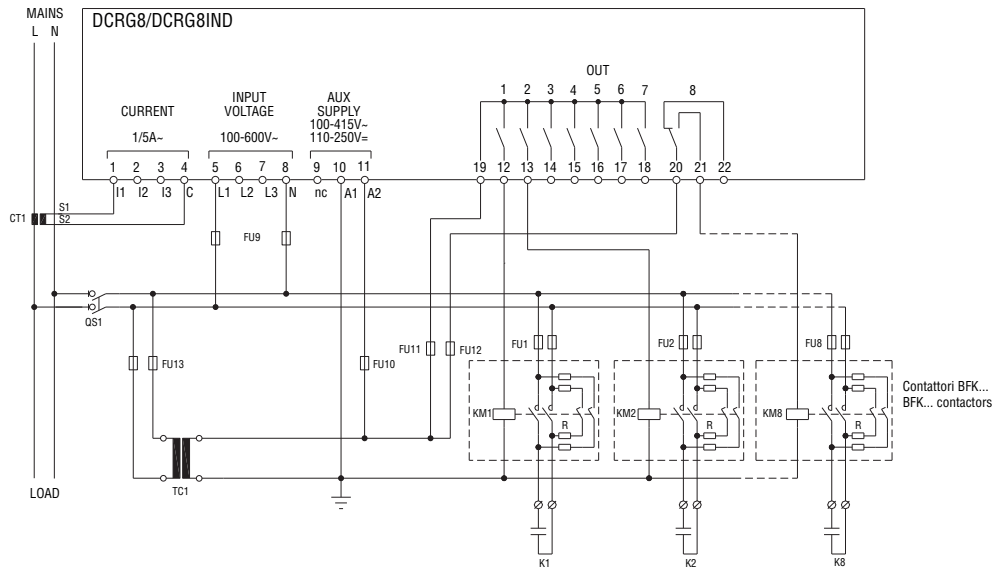 MAINS
L N
DCRG8/DCRG8IND
OUT
1 2 3 4 5 6 7 8
CURRENT
1/5A~
INPUT
VOLTAGE
100-600V~
AUX
SUPPLY
100-415V~
110-250V=
1 2 3 4 5 6 7 8 9 10 11 19 12 13 14 15 16 17 18 20 21 22
I1 I2 I3 C L1 L2 L3 N nc A1 A2
CT1
S1
S2
FU9
QS1
FU13
FU10
FU11
FU12
FU1
FU2
FU8
Contattori BFK...
BFK... contactors
KM1
R
KM2
R
KM8
R
TC1
LOAD
K1
K2
K8